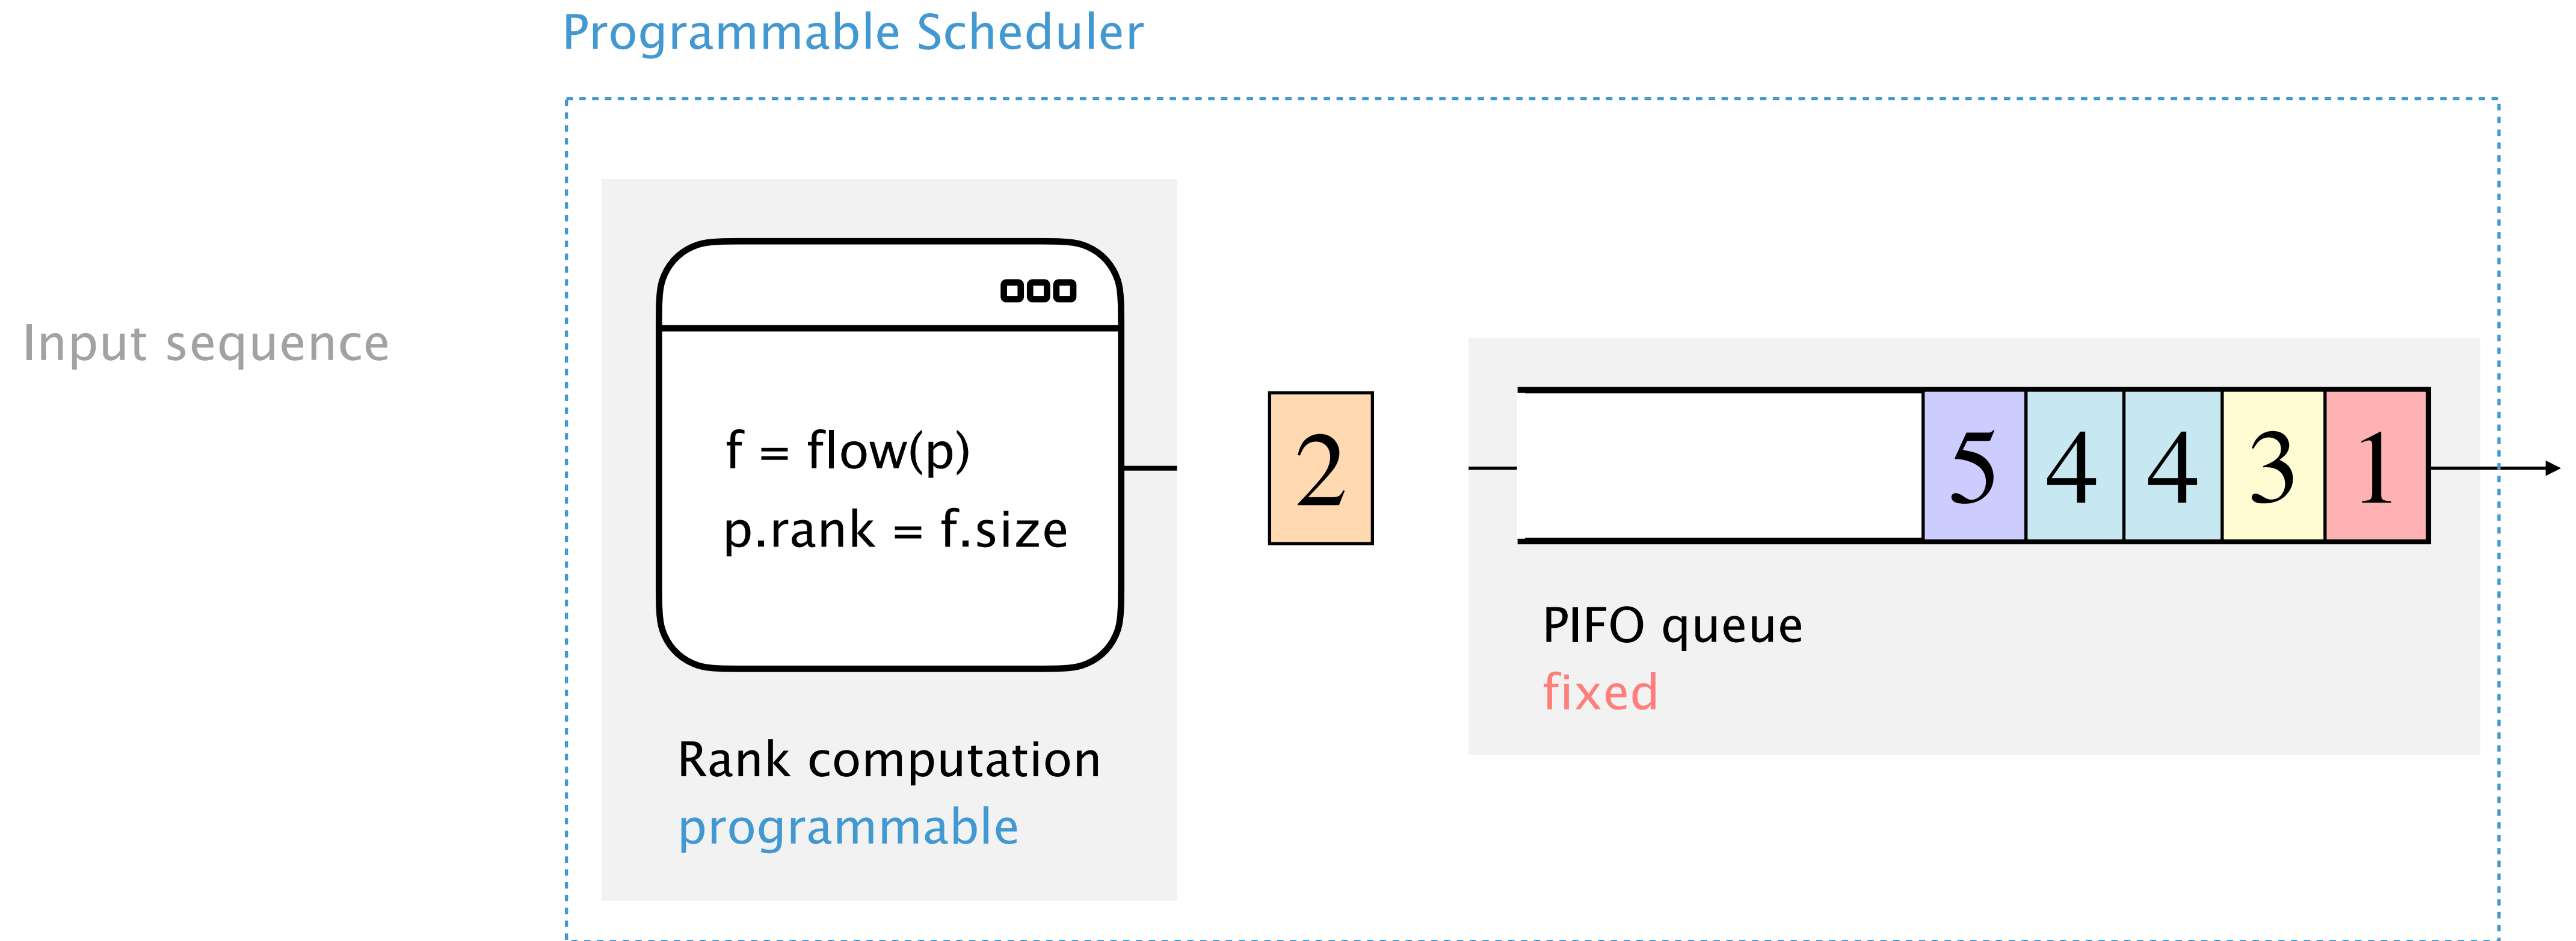 Programmable Scheduler
Input sequence
f = flow(p)
p.rank = f.size
Rank computation
programmable
2
5 4 4 3 1
PIFO queue
fixed